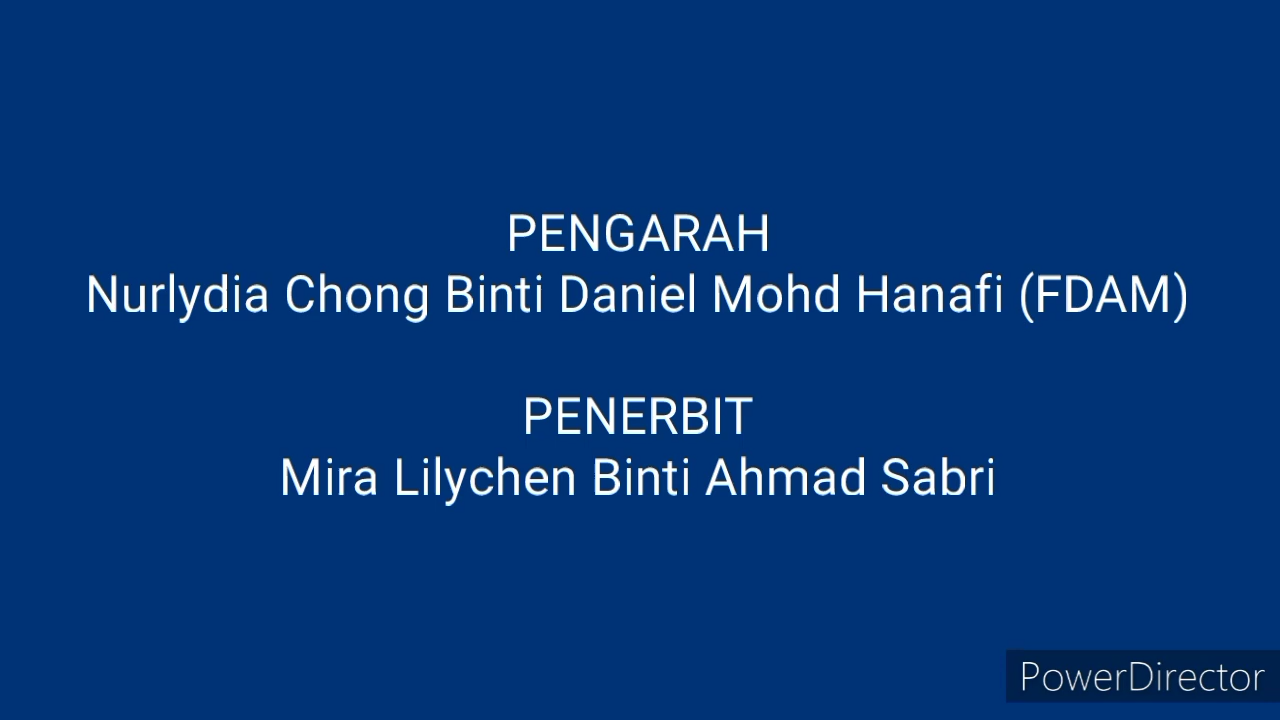 PENGARAH
Nurlydia Chong Binti Daniel Mohd Hanafi (FDAM)
PENERBIT
Mira Lilychen Binti Ahmad Sabri
PowerDirector